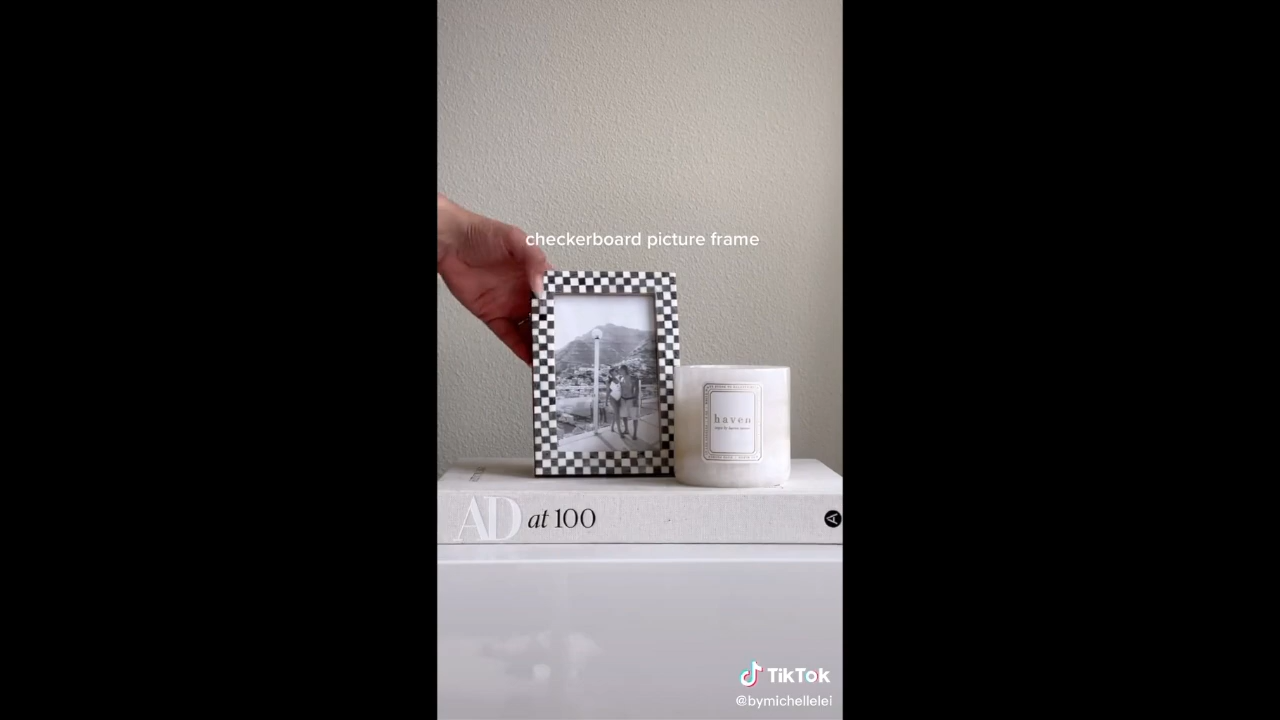 checkerboard picture frame
haven
AD at 100
TikTok
@bymichellelei